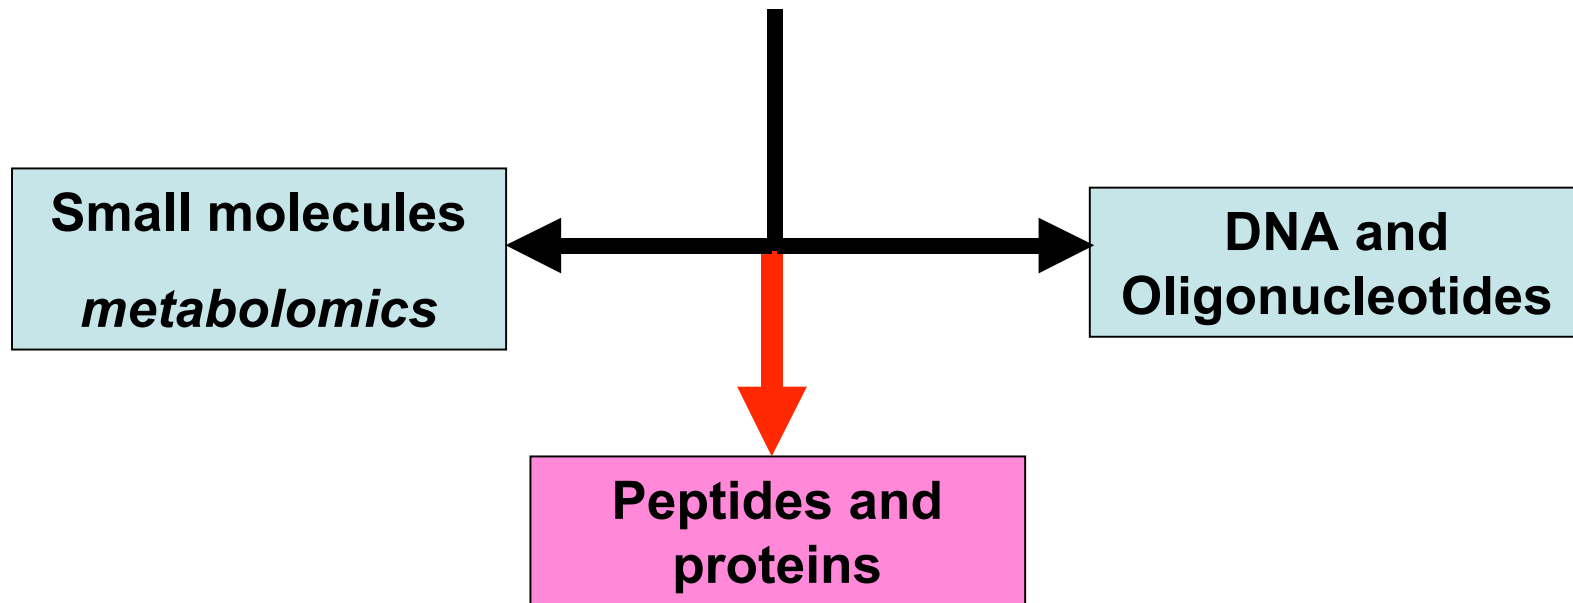 Small molecules
metabolomics
DNA and
Oligonucleotides
Peptides and
proteins